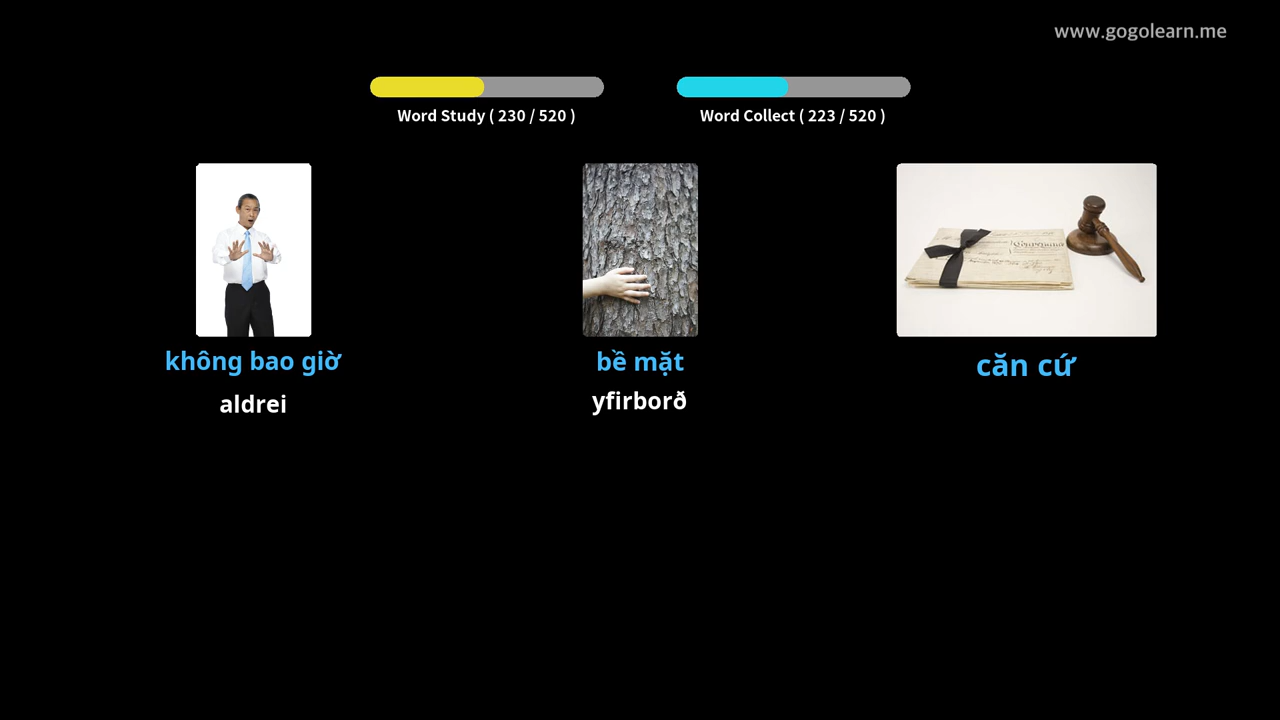 www.gogolearn.me
Word Study ( 230 / 520 )
Word Collect ( 223 / 520 )
không bao giờ
aldrei
bề mặt
yfirborð
căn cứ